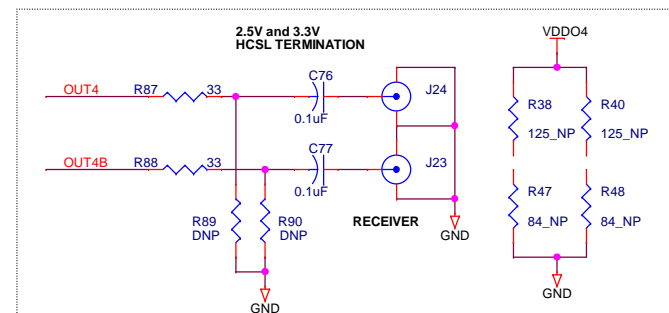 2.5V and 3.3V
HCSL TERMINATION
VDDO4
OUT4
R87
33
C76
0.1uF
J24
R38
125_NP
R40
125_NP
OUT4B
R88
33
C77
0.1uF
J23
R47
84_NP
R48
84_NP
R89
DNP
R90
DNP
RECEIVER
GND
GND
GND